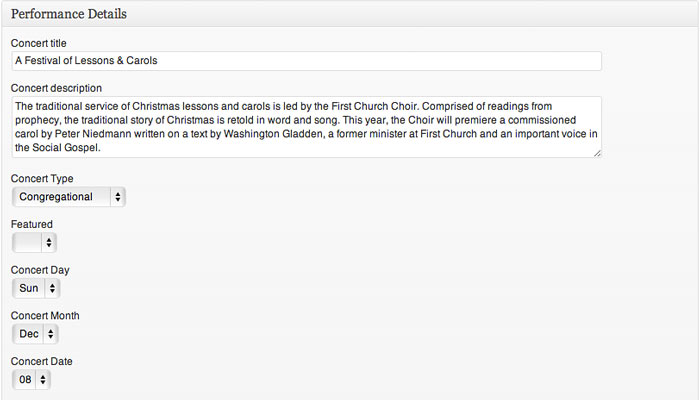 Performance Details
Concert title
A Festival of Lessons & Carols
Concert description
The traditional service of Christmas lessons and carols is led by the First Church Choir. Comprised of readings from
prophecy, the traditional story of Christmas is retold in word and song. This year, the Choir will premiere a commissioned
carol by Peter Niedmann written on a text by Washington Gladden, a former minister at First Church and an important voice in
the Social Gospel.
Concert Type
Congregational
Featured
Concert Day
Sun
Concert Month
Dec
Concert Date
08